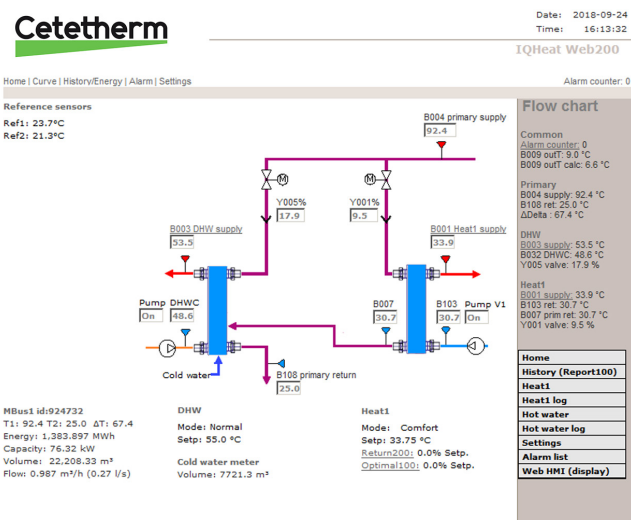 Cetetherm
Date: 2018-09-24
Time: 16:13:32
IQHeat Web200
Home | Curve | History/Energy | Alarm | Settings
Alarm counter: 0
Reference sensors
Ref1: 23.7°C
Ref2: 21.3°C
B004 primary supply
92.4
M
M
Y005%
17.9
Y001%
9.5
B003 DHW supply
53.5
B001 Heat1 supply
33.9
Pump DHWC
On 48.6
B007
30.7
B103 Pump V1
30.7 On
Cold water
B108 primary return
25.0
MBus1 id:924732
T1: 92.4 T2: 25.0 ΔT: 67.4
Energy: 1,383.897 MWh
Capacity: 76.32 kW
Volume: 22,208.33 m³
Flow: 0.987 m³/h (0.27 l/s)
DHW
Mode: Normal
Setp: 55.0 °C
Cold water meter
Volume: 7721.3 m³
Heat1
Mode: Comfort
Setp: 33.75 °C
Return200: 0.0% Setp.
Optimal100: 0.0% Setp.
Flow chart
Common
Alarm counter: 0
B009 outT: 9.0 °C
B009 outT calc: 6.6 °C
Primary
B004 supply: 92.4 °C
B108 ret: 25.0 °C
ΔDelta : 67.4 °C
DHW
B003 supply: 53.5 °C
B032 DHWC: 48.6 °C
Y005 valve: 17.9 %
Heat1
B001 supply: 33.9 °C
B103 ret: 30.7 °C
B007 prim ret: 30.7 °C
Y001 valve: 9.5 %
Home
History (Report100)
Heat1
Heat1 log
Hot water
Hot water log
Settings
Alarm list
Web HMI (display)